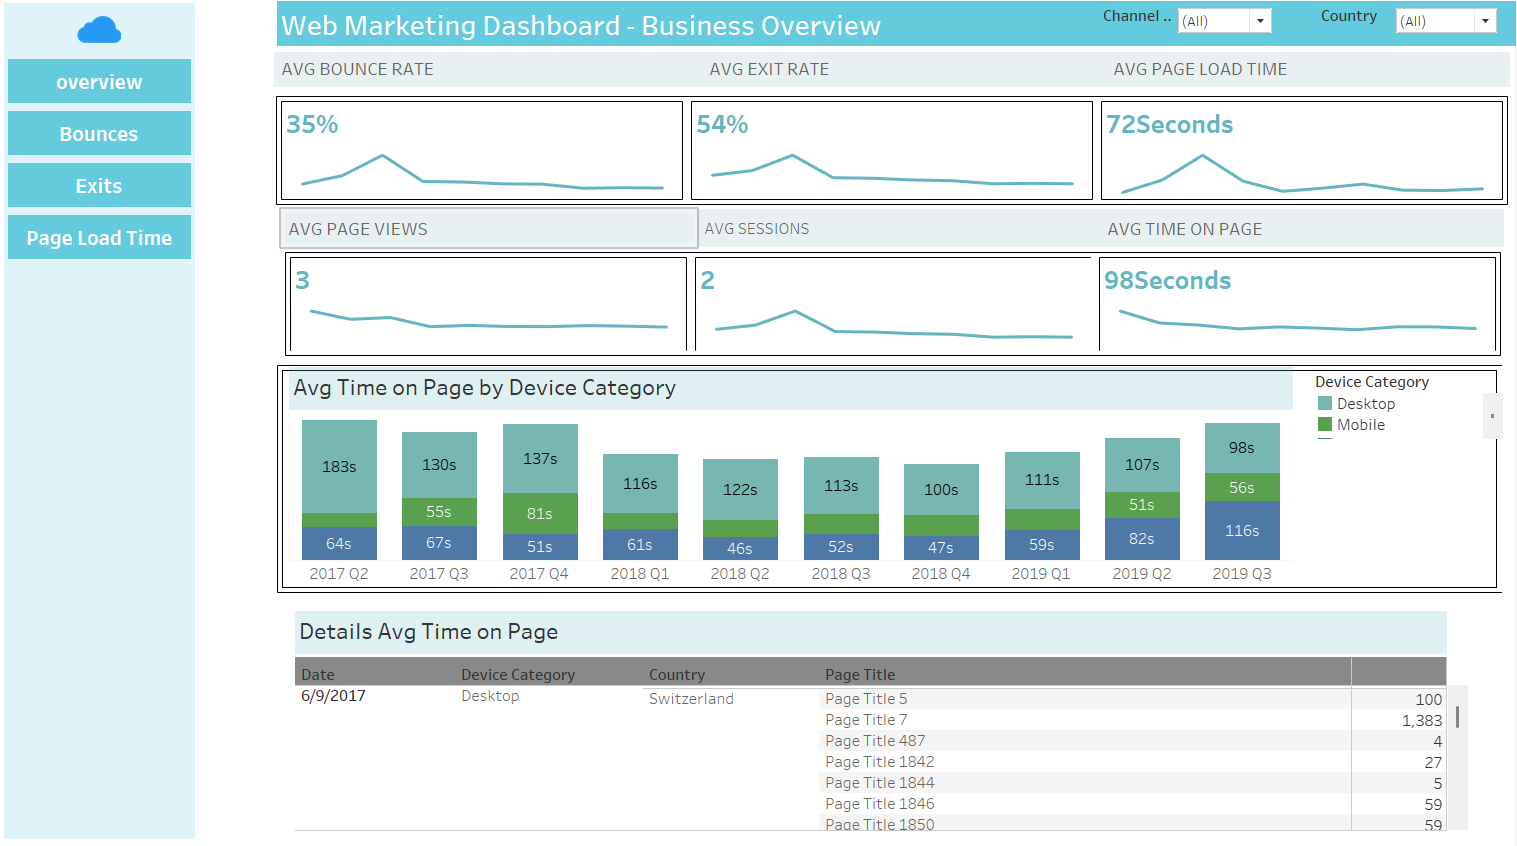 Web Marketing Dashboard - Business Overview
Channel ..
(All)
Country
(All)
overview
Bounces
Exits
Page Load Time
AVG BOUNCE RATE
AVG EXIT RATE
AVG PAGE LOAD TIME
35%
54%
72Seconds
AVG PAGE VIEWS
AVG SESSIONS
AVG TIME ON PAGE
3
2
98Seconds
Avg Time on Page by Device Category
Device Category
Desktop
Mobile
183s
130s
137s
116s
122s
113s
100s
111s
107s
98s
55s
81s
51s
56s
64s
67s
51s
61s
46s
52s
47s
59s
82s
116s
2017 Q2
2017 Q3
2017 Q4
2018 Q1
2018 Q2
2018 Q3
2018 Q4
2019 Q1
2019 Q2
2019 Q3
Details Avg Time on Page
Date Device Category Country Page Title
6/9/2017 Desktop Switzerland Page Title 5 100
Page Title 7 1,383
Page Title 487 4
Page Title 1842 27
Page Title 1844 5
Page Title 1846 59
Page Title 1850 59